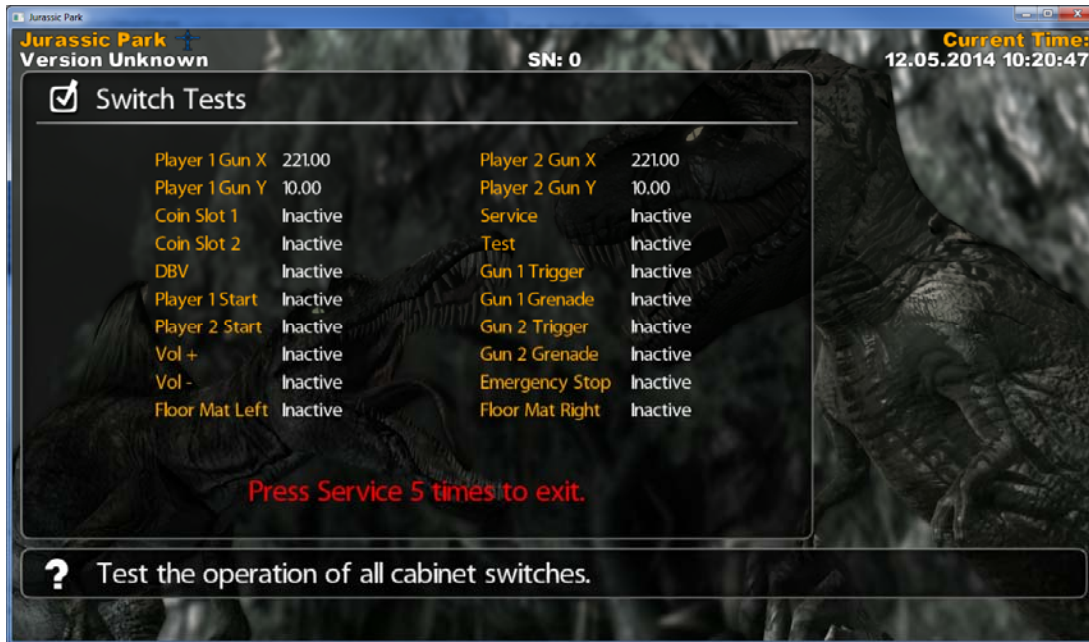 Jurassic Park
Jurassic Park
Current Time:
Version Unknown SN: 0 12.05.2014 10:20:47
Switch Tests
Player 1 Gun X 221.00 Player 2 Gun X 221.00
Player 1 Gun Y 10.00 Player 2 Gun Y 10.00
Coin Slot 1 Inactive Service Inactive
Coin Slot 2 Inactive Test Inactive
DBV Inactive Gun 1 Trigger Inactive
Player 1 Start Inactive Gun 1 Grenade Inactive
Player 2 Start Inactive Gun 2 Trigger Inactive
Vol + Inactive Gun 2 Grenade Inactive
Vol - Inactive Emergency Stop Inactive
Floor Mat Left Inactive Floor Mat Right Inactive
Press Service 5 times to exit.
? Test the operation of all cabinet switches.